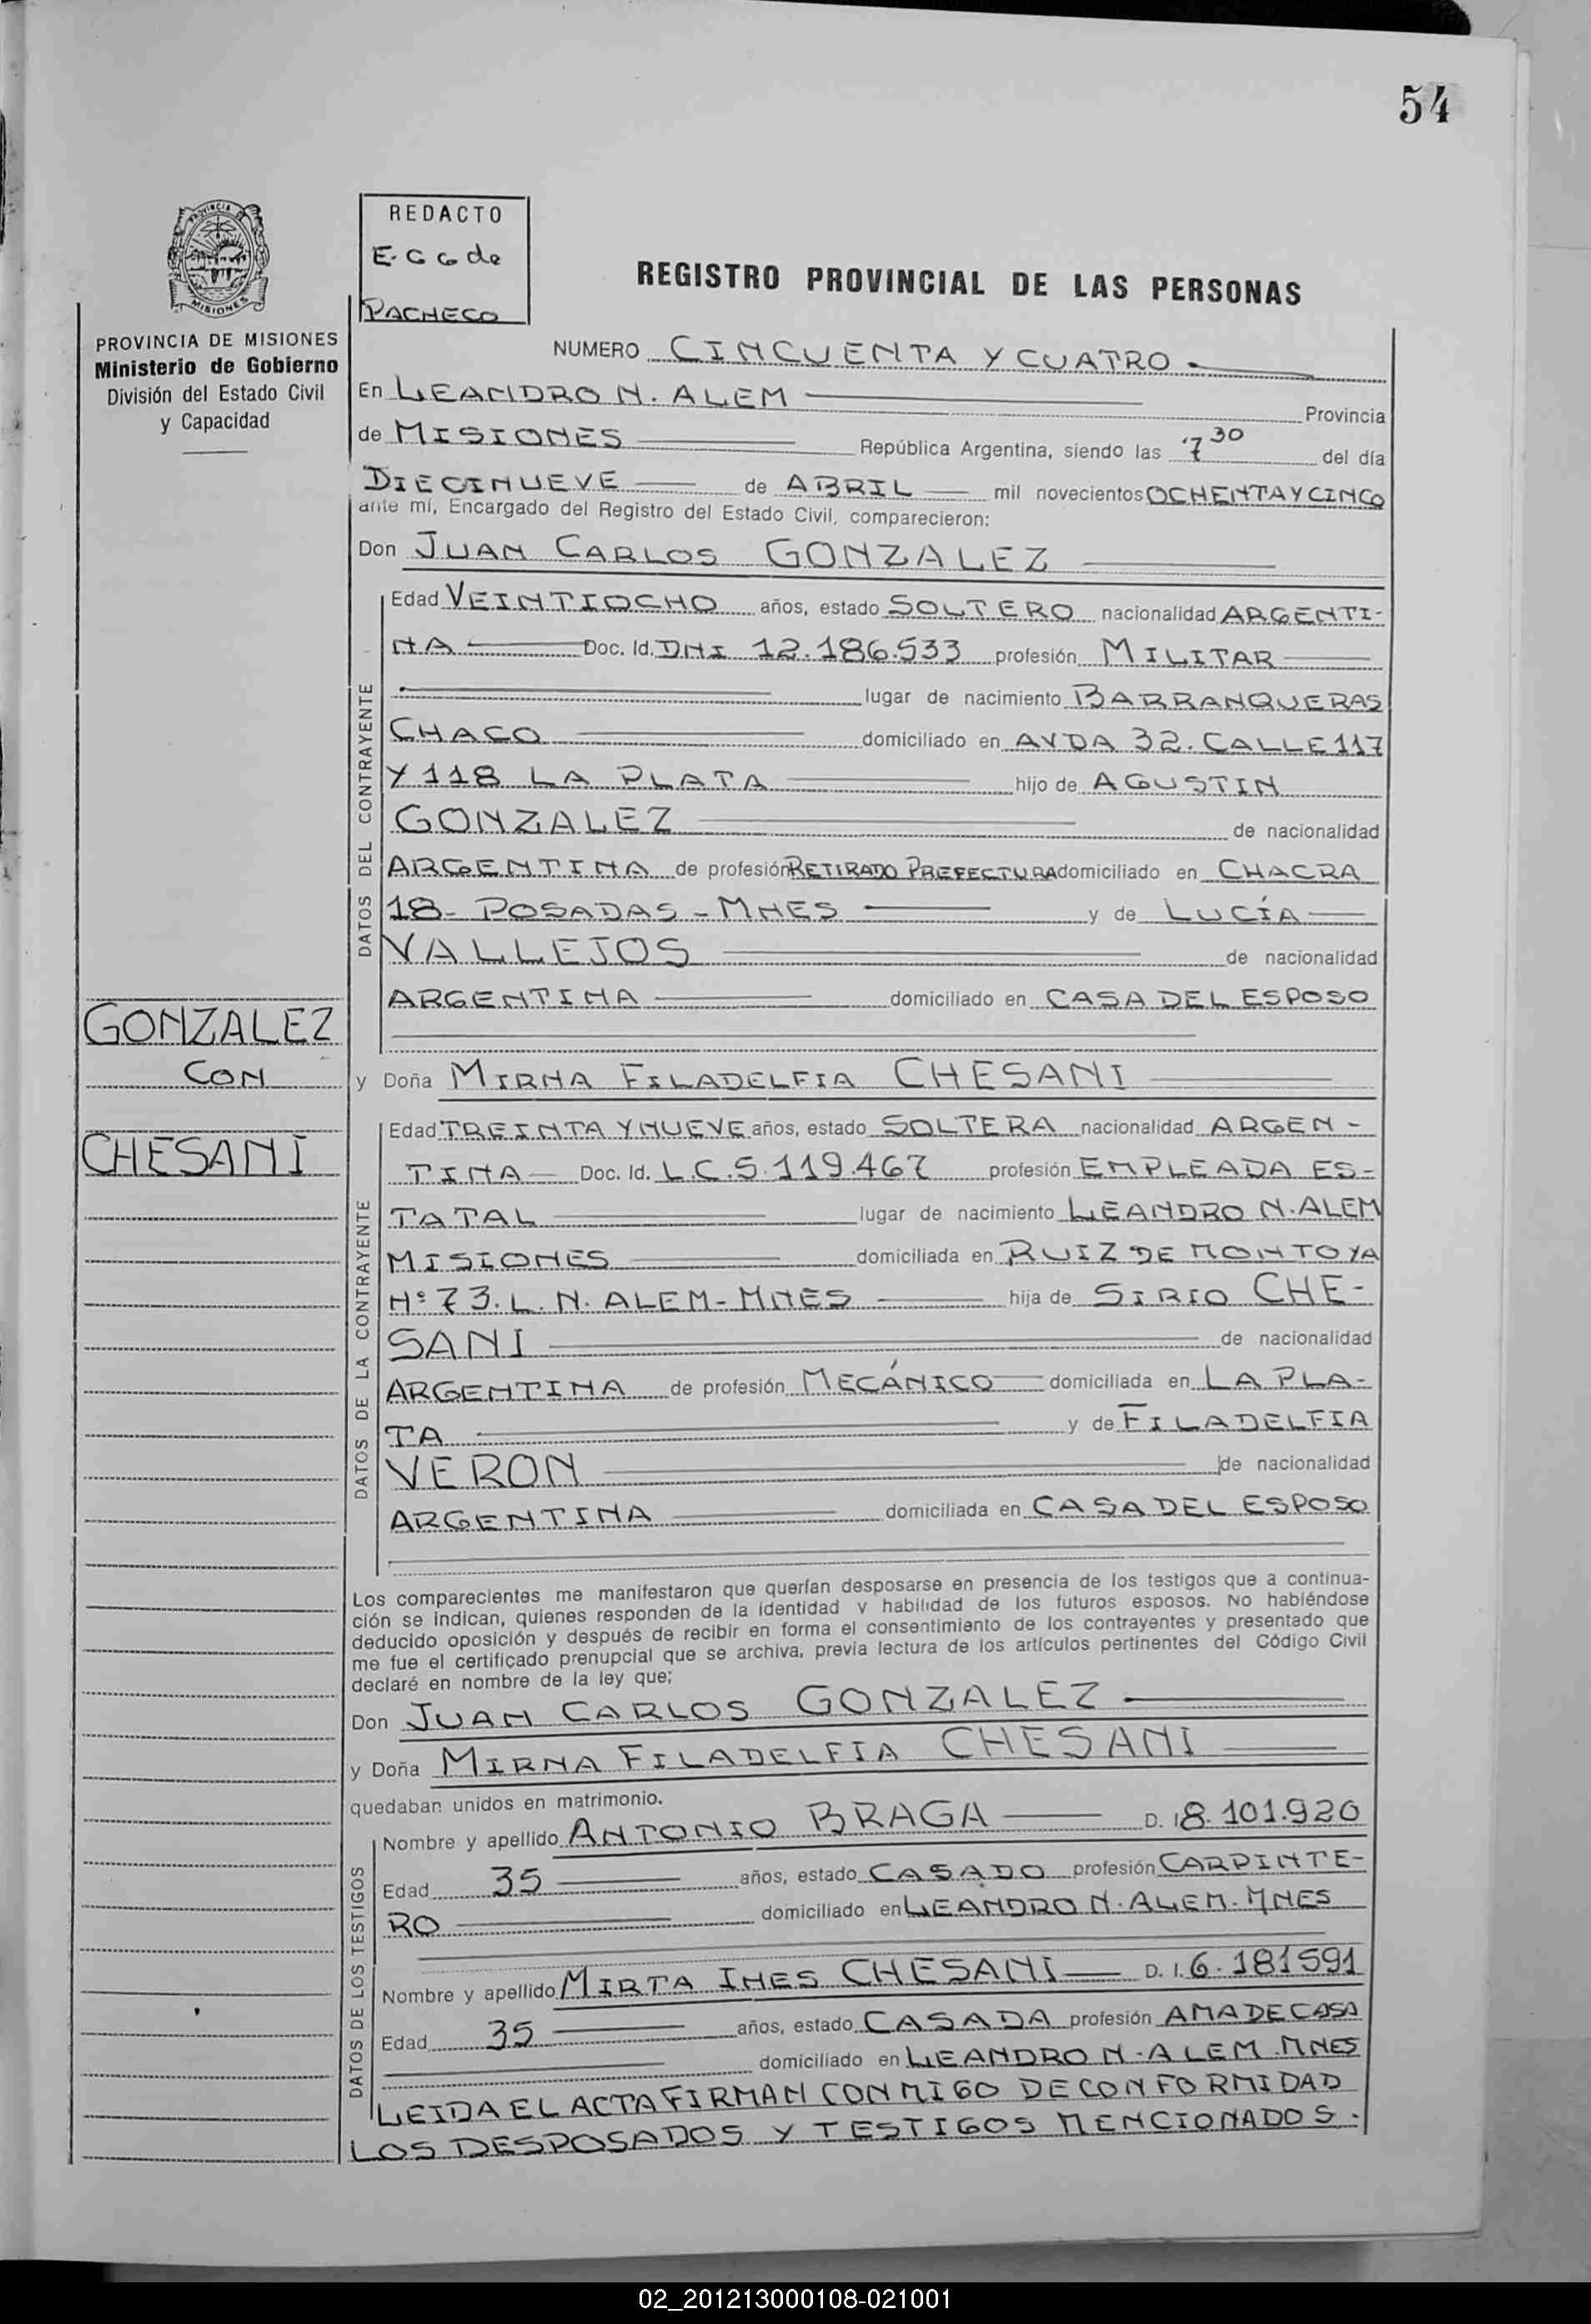 54
PROVINCIA DE
MISIONES
PROVINCIA DE MISIONES
Ministerio de Gobierno
División del Estado Civil
y Capacidad
REDACTO
E. G G de
PACHECO
REGISTRO PROVINCIAL DE LAS PERSONAS
NUMERO CINCUENTA Y CUATRO
En LEANDRO N. ALEM Provincia
de MISIONES República Argentina, siendo las 7 30 del día
DIECINUEVE de ABRIL mil novecientos OCHENTA Y CINCO
ante mí, Encargado del Registro del Estado Civil, comparecieron:
Don JUAN CARLOS GONZALEZ
DATOS DEL CONTRAYENTE
Edad VEINTIOCHO años, estado SOLTERO nacionalidad ARGENTI-
NA Doc. Id. DNI 12.186.533 profesión MILITAR
lugar de nacimiento BARRANQUERAS
CHACO domiciliado en AVDA 32. CALLE 117
Y 118 LA PLATA hijo de AGUSTIN
GONZALEZ de nacionalidad
ARGENTINA de profesión RETIRADO PREFECTURA domiciliado en CHACRA
18- POSADAS - MNES y de LUCÍA
VALLEJOS de nacionalidad
ARGENTINA domiciliado en CASA DEL ESPOSO
GONZALEZ
CON
CHESANI
y Doña MIRNA FILADELFIA CHESANI
DATOS DE LA CONTRAYENTE
Edad TREINTA Y NUEVE años, estado SOLTERA nacionalidad ARGEN-
TINA Doc. Id. L.C. 5.119.467 profesión EMPLEADA ES-
TATAL lugar de nacimiento LEANDRO N. ALEM
MISIONES domiciliada en RUIZ DE MONTOYA
Nº 73. L. N. ALEM-MNES hija de SIRIO CHE-
SANI de nacionalidad
ARGENTINA de profesión MECÁNICO domiciliada en LA PLA-
TA y de FILADELFIA
VERON de nacionalidad
ARGENTINA domiciliada en CASA DEL ESPOSO
Los comparecientes me manifestaron que querían desposarse en presencia de los testigos que a continua-
ción se indican, quienes responden de la identidad y habilidad de los futuros esposos. No habiéndose
deducido oposición y después de recibir en forma el consentimiento de los contrayentes y presentado que
me fue el certificado prenupcial que se archiva, previa lectura de los artículos pertinentes del Código Civil
declaré en nombre de la ley que;
Don JUAN CARLOS GONZALEZ
y Doña MIRNA FILADELFIA CHESANI
quedaban unidos en matrimonio.
DATOS DE LOS TESTIGOS
Nombre y apellido ANTONIO BRAGA D. I 8.101.920
Edad 35 años, estado CASADO profesión CARPINTE-
RO domiciliado en LEANDRO N. ALEM. MNES
Nombre y apellido MIRTA INES CHESANI D. I. 6.181591
Edad 35 años, estado CASADA profesión AMA DE CASA
domiciliado en LEANDRO N. ALEM. MNES
LEIDA EL ACTA FIRMAN CONMIGO DE CONFORMIDAD
LOS DESPOSADOS Y TESTIGOS MENCIONADOS.
02_201213000108-021001